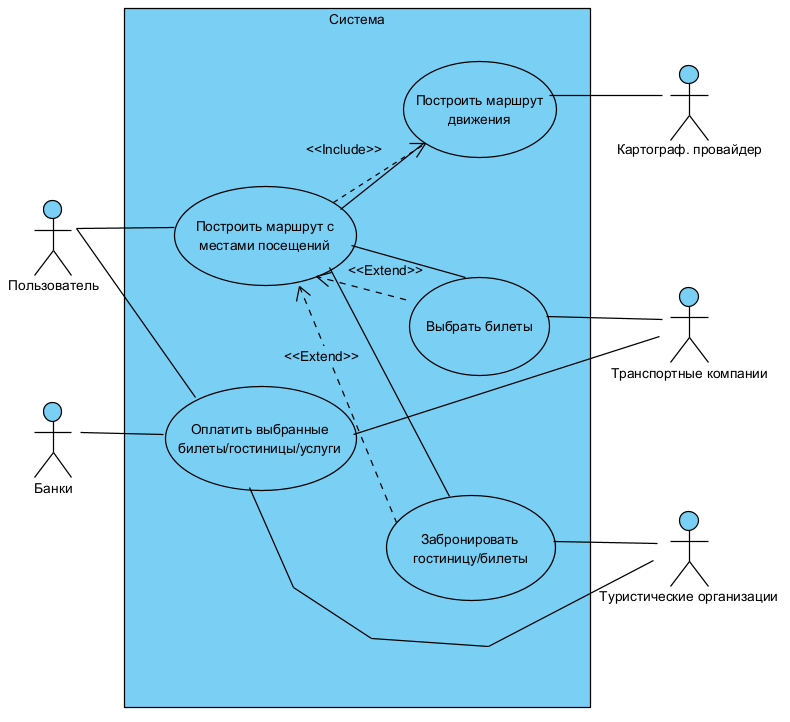 Система
Построить маршрут
движения
Картограф. провайдер
<<Include>>
Построить маршрут с
местами посещений
Пользователь
<<Extend>>
Выбрать билеты
Транспортные компании
<<Extend>>
Оплатить выбранные
билеты/гостиницы/услуги
Банки
Забронировать
гостиницу/билеты
Туристические организации